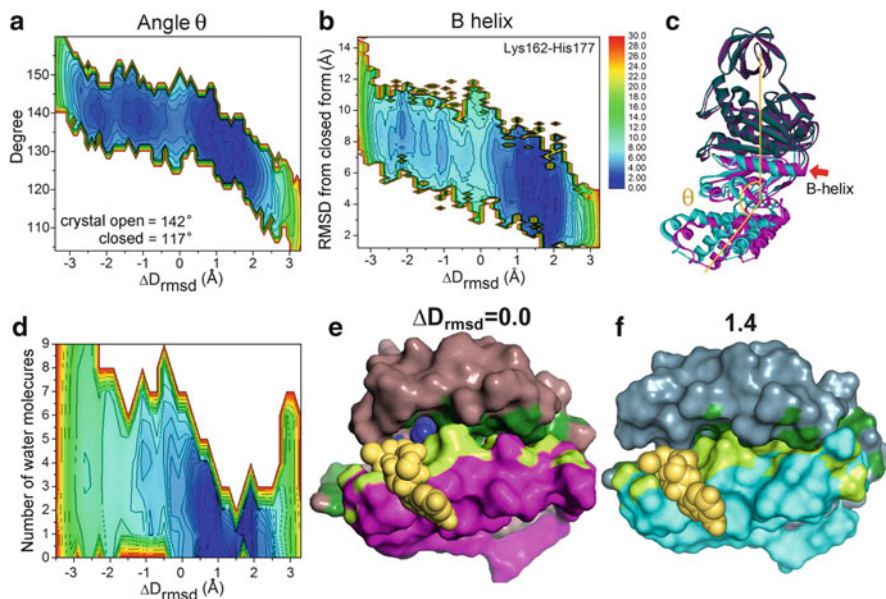 a
Angle θ
Degree
150
140
130
120
110
crystal open = 142°
closed = 117°
-3 -2 -1 0 1 2 3
ΔDrmsd (Å)
b
B helix
Lys162-His177
RMSD from closed form (Å)
14
12
10
8
6
4
2
-3 -2 -1 0 1 2 3
ΔDrmsd (Å)
30.0
28.0
26.0
24.0
22.0
20.0
18.0
16.0
14.0
12.0
10.0
8.00
6.00
4.00
2.00
0.00
c
B-helix
θ
d
Number of water molecures
9
8
7
6
5
4
3
2
1
0
-3 -2 -1 0 1 2 3
ΔDrmsd (Å)
e
ΔDrmsd=0.0
f
1.4